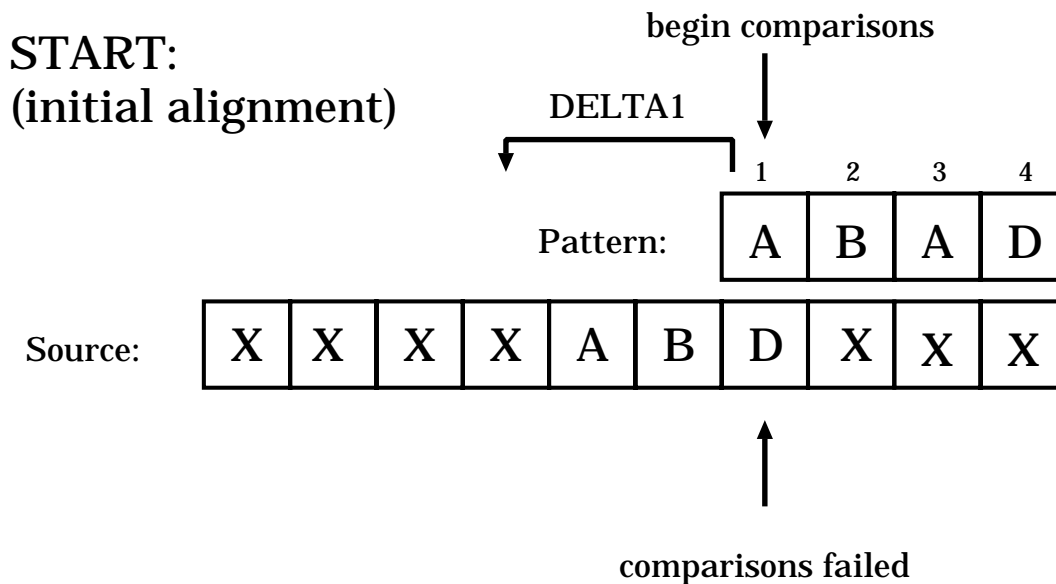 begin comparisons
START:
(initial alignment)
DELTA1
1 2 3 4
Pattern: A B A D
Source: X X X X A B D X X X
comparisons failed